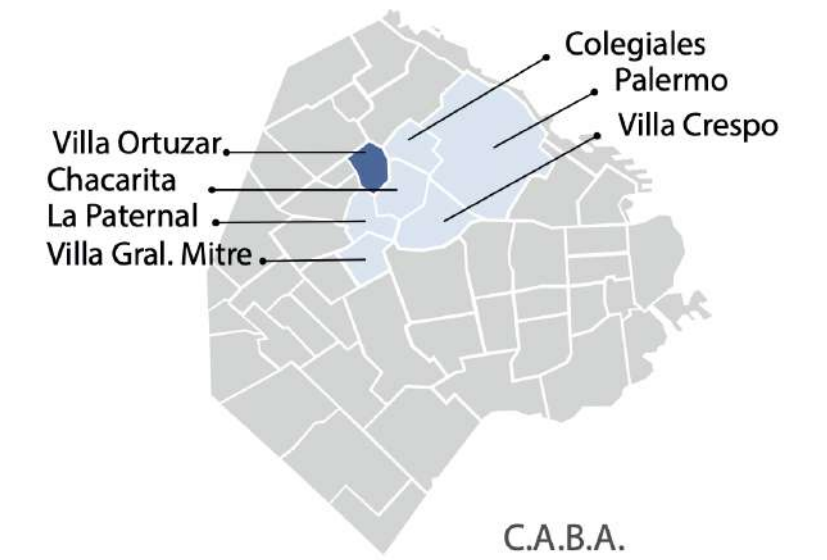 Colegiales
Palermo
Villa Crespo
Villa Ortuzar
Chacarita
La Paternal
Villa Gral. Mitre
C.A.B.A.